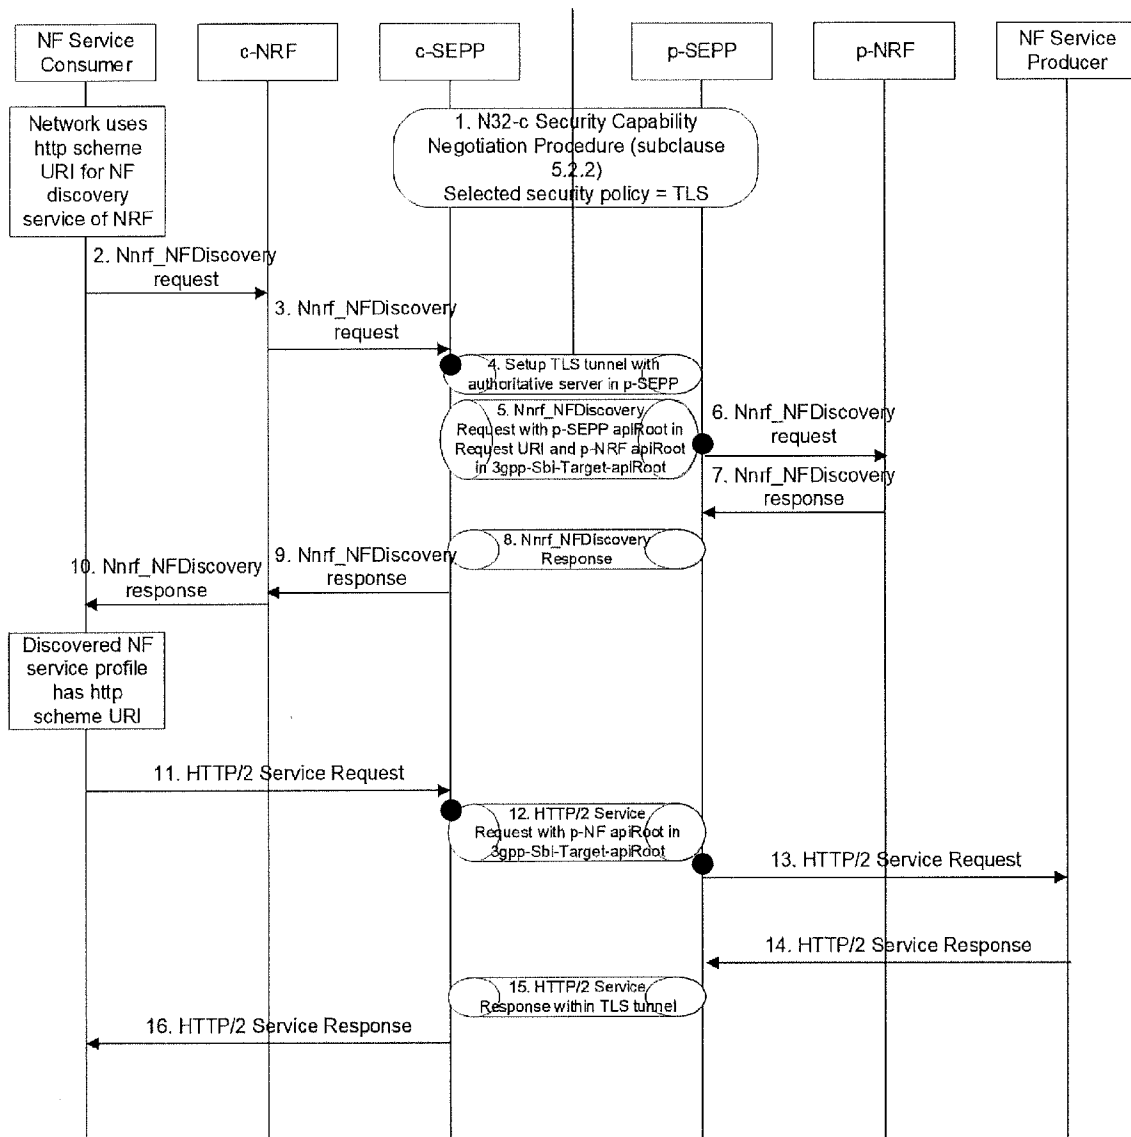 NF Service
Consumer
c-NRF
c-SEPP
p-SEPP
p-NRF
NF Service
Producer
Network uses
http scheme
URI for NF
discovery
service of NRF
1. N32-c Security Capability
Negotiation Procedure (subclause
5.2.2)
Selected security policy = TLS
2. Nnrf_NFDiscovery
request
3. Nnrf_NFDiscovery
request
4. Setup TLS tunnel with
authoritative server in p-SEPP
5. Nnrf_NFDiscovery
Request with p-SEPP apiRoot in
Request URI and p-NRF apiRoot
in 3gpp-Sbi-Target-apiRoot
6. Nnrf_NFDiscovery
request
7. Nnrf_NFDiscovery
response
8. Nnrf_NFDiscovery
Response
9. Nnrf_NFDiscovery
response
10. Nnrf_NFDiscovery
response
Discovered NF
service profile
has http
scheme URI
11. HTTP/2 Service Request
12. HTTP/2 Service
Request with p-NF apiRoot in
3gpp-Sbi-Target-apiRoot
13. HTTP/2 Service Request
14. HTTP/2 Service Response
15. HTTP/2 Service
Response within TLS tunnel
16. HTTP/2 Service Response